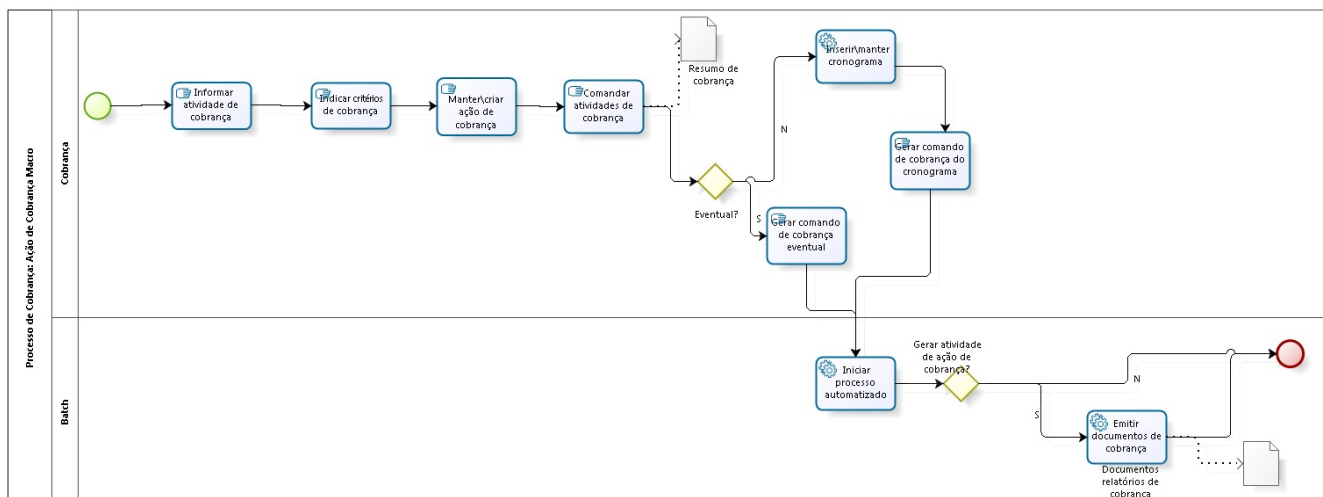 Processo de Cobrança: Ação de Cobrança Macro
Cobrança
Informar
atividade de
cobrança
Indicar critérios
de cobrança
Manter\criar
ação de
cobrança
Comandar
atividades de
cobrança
Resumo de
cobrança
Eventual?
N
S
Inserir\manter
cronograma
Gerar comando
de cobrança do
cronograma
Gerar comando
de cobrança
eventual
Batch
Iniciar
processo
automatizado
Gerar atividade
de ação de
cobrança?
N
S
Emitir
documentos de
cobrança
Documentos
relatórios de
cobrança